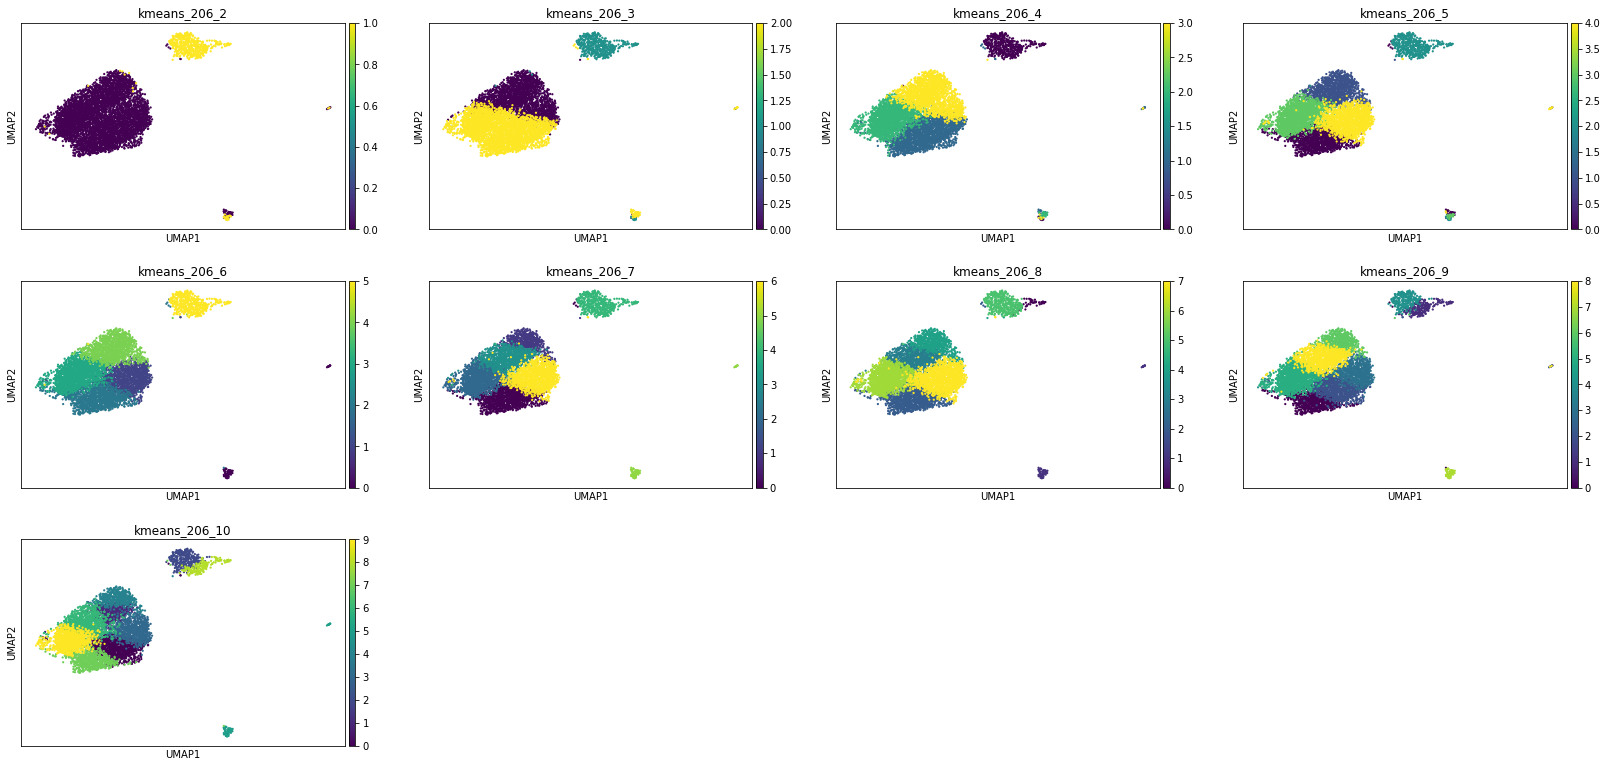 kmeans_206_2
UMAP2
UMAP1
1.0
0.8
0.6
0.4
0.2
0.0
kmeans_206_3
UMAP2
UMAP1
2.00
1.75
1.50
1.25
1.00
0.75
0.50
0.25
0.00
kmeans_206_4
UMAP2
UMAP1
3.0
2.5
2.0
1.5
1.0
0.5
0.0
kmeans_206_5
UMAP2
UMAP1
4.0
3.5
3.0
2.5
2.0
1.5
1.0
0.5
0.0
kmeans_206_6
UMAP2
UMAP1
5
4
3
2
1
0
kmeans_206_7
UMAP2
UMAP1
6
5
4
3
2
1
0
kmeans_206_8
UMAP2
UMAP1
7
6
5
4
3
2
1
0
kmeans_206_9
UMAP2
UMAP1
8
7
6
5
4
3
2
1
0
kmeans_206_10
UMAP2
UMAP1
9
8
7
6
5
4
3
2
1
0